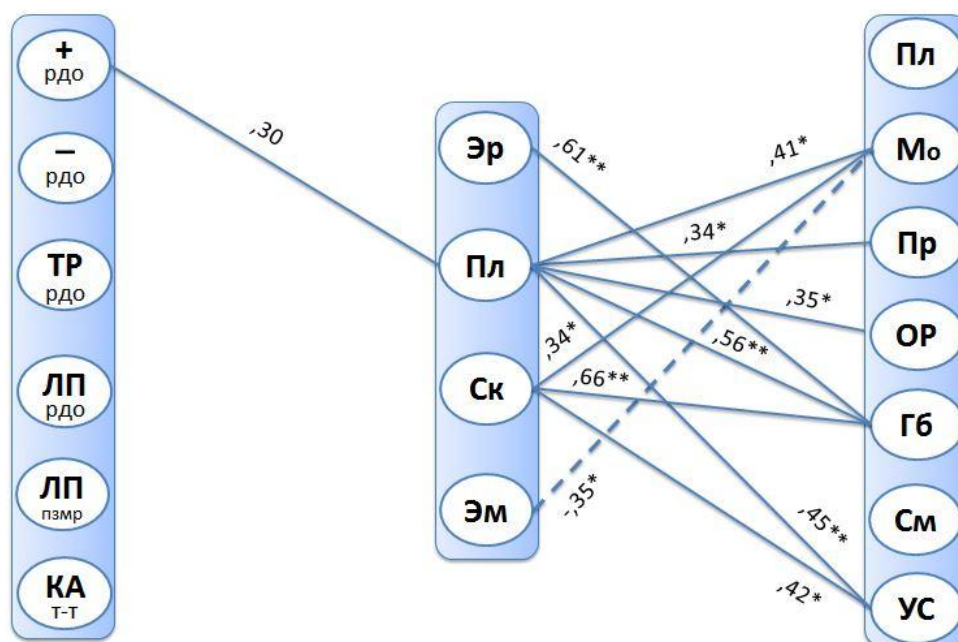 +
рдо
−
рдо
ТР
рдо
ЛП
рдо
ЛП
пзмр
КА
т-т
,30
Эр
Пл
Ск
Эм
,61**
,41*
,34*
,35*
,56**
,34*
,66**
-,35*
,45**
,42*
Пл
Мо
Пр
ОР
Гб
См
УС